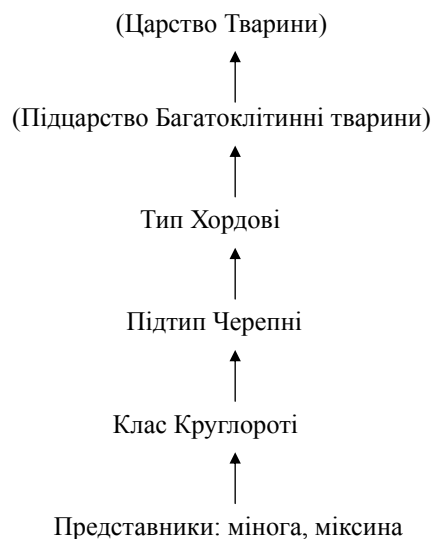 (Царство Тварини)
(Підцарство Багатоклітинні тварини)
Тип Хордові
Підтип Черепні
Клас Круглороті
Представники: мінога, міксина